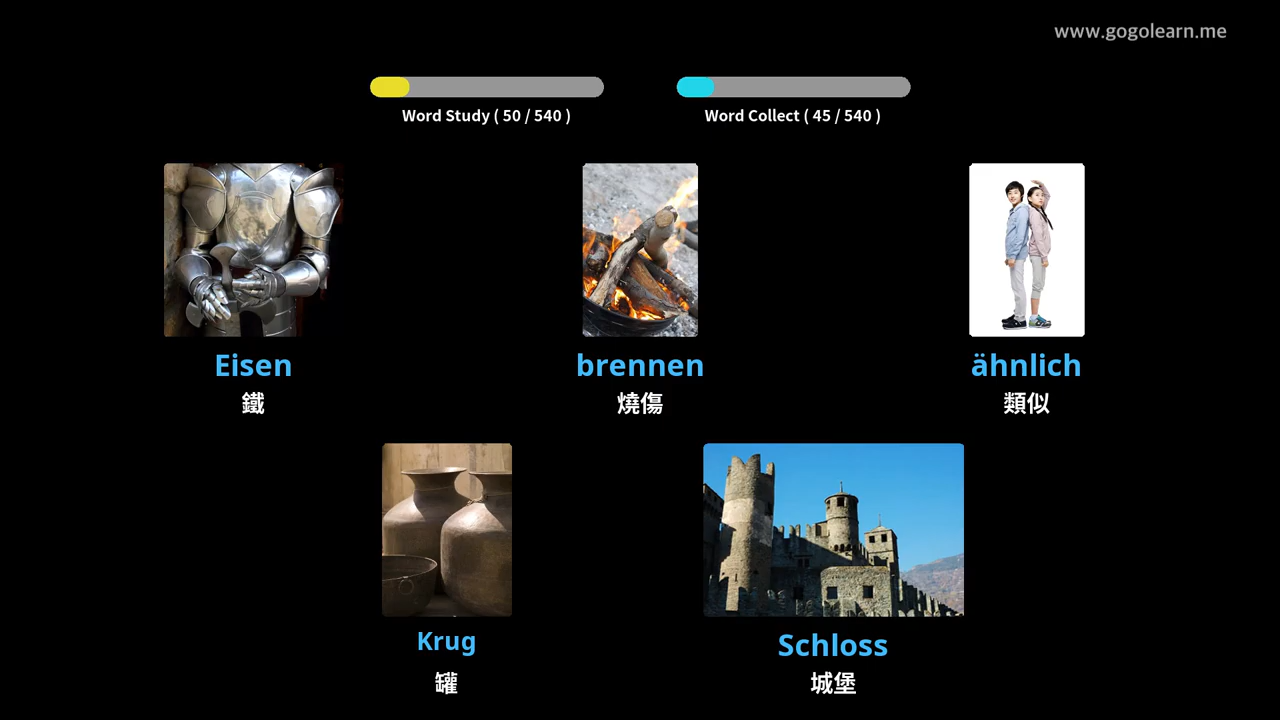 www.gogolearn.me
Word Study ( 50 / 540 )
Word Collect ( 45 / 540 )
Eisen
鐵
brennen
燒傷
ähnlich
類似
Krug
罐
Schloss
城堡